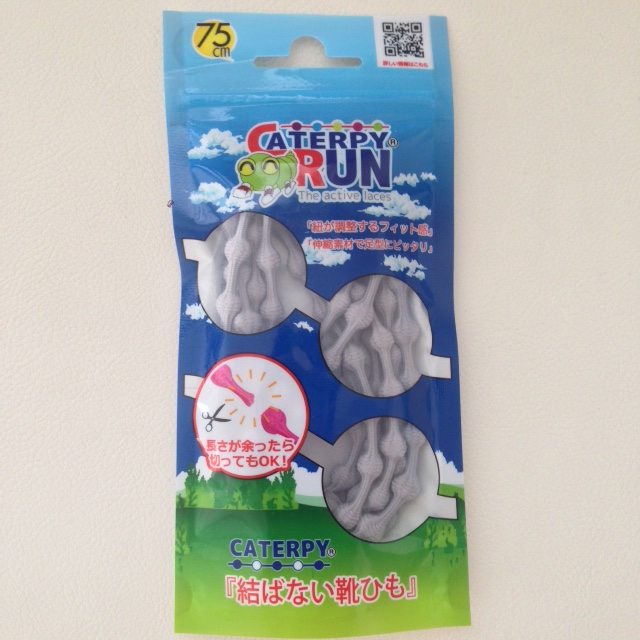 75
cm
詳しい情報はこちら
CATERPY®
RUN
The active laces
『紐が調整するフィット感』
『伸縮素材で足型にピッタリ』
長さが余ったら
切ってもOK!
CATERPY®
『結ばない靴ひも』